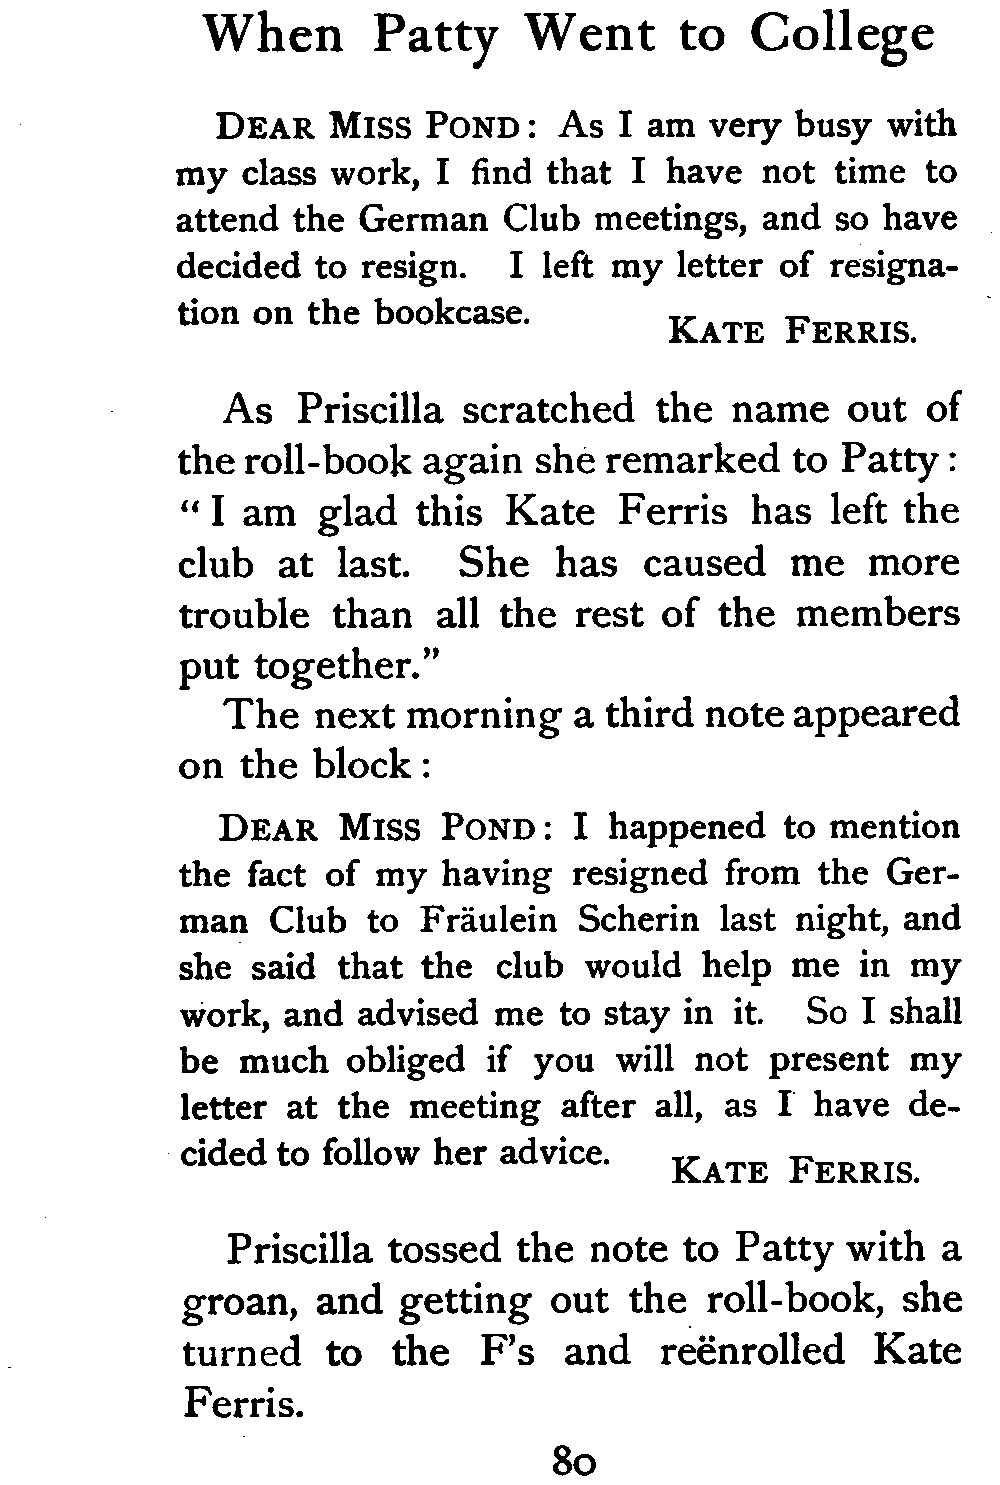 When Patty Went to College
DEAR MISS POND: As I am very busy with
my class work, I find that I have not time to
attend the German Club meetings, and so have
decided to resign. I left my letter of resigna-
tion on the bookcase.
KATE FERRIS.
As Priscilla scratched the name out of
the roll-book again she remarked to Patty:
"I am glad this Kate Ferris has left the
club at last. She has caused me more
trouble than all the rest of the members
put together."
The next morning a third note appeared
on the block:
DEAR MISS POND: I happened to mention
the fact of my having resigned from the Ger-
man Club to Fräulein Scherin last night, and
she said that the club would help me in my
work, and advised me to stay in it. So I shall
be much obliged if you will not present my
letter at the meeting after all, as I have de-
cided to follow her advice.
KATE FERRIS.
Priscilla tossed the note to Patty with a
groan, and getting out the roll-book, she
turned to the F's and reënrolled Kate
Ferris.
80